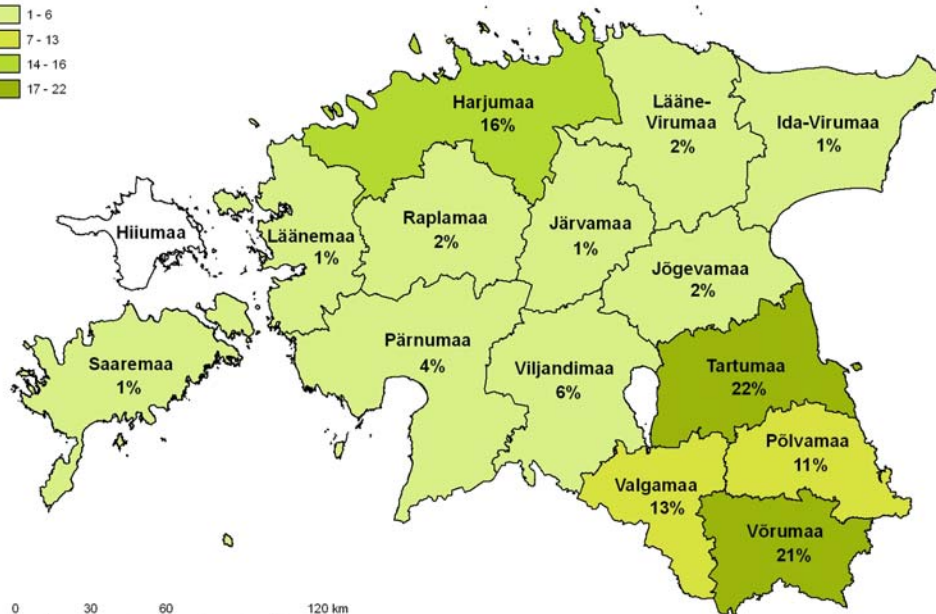 1 - 6
7 - 13
14 - 16
17 - 22
Harjumaa
16%
Lääne-
Virumaa
2%
Ida-Virumaa
1%
Hiiumaa
Läänemaa
1%
Raplamaa
2%
Järvamaa
1%
Jõgevamaa
2%
Saaremaa
1%
Pärnumaa
4%
Viljandimaa
6%
Tartumaa
22%
Põlvamaa
11%
Valgamaa
13%
Võrumaa
21%
0 30 60 120 km